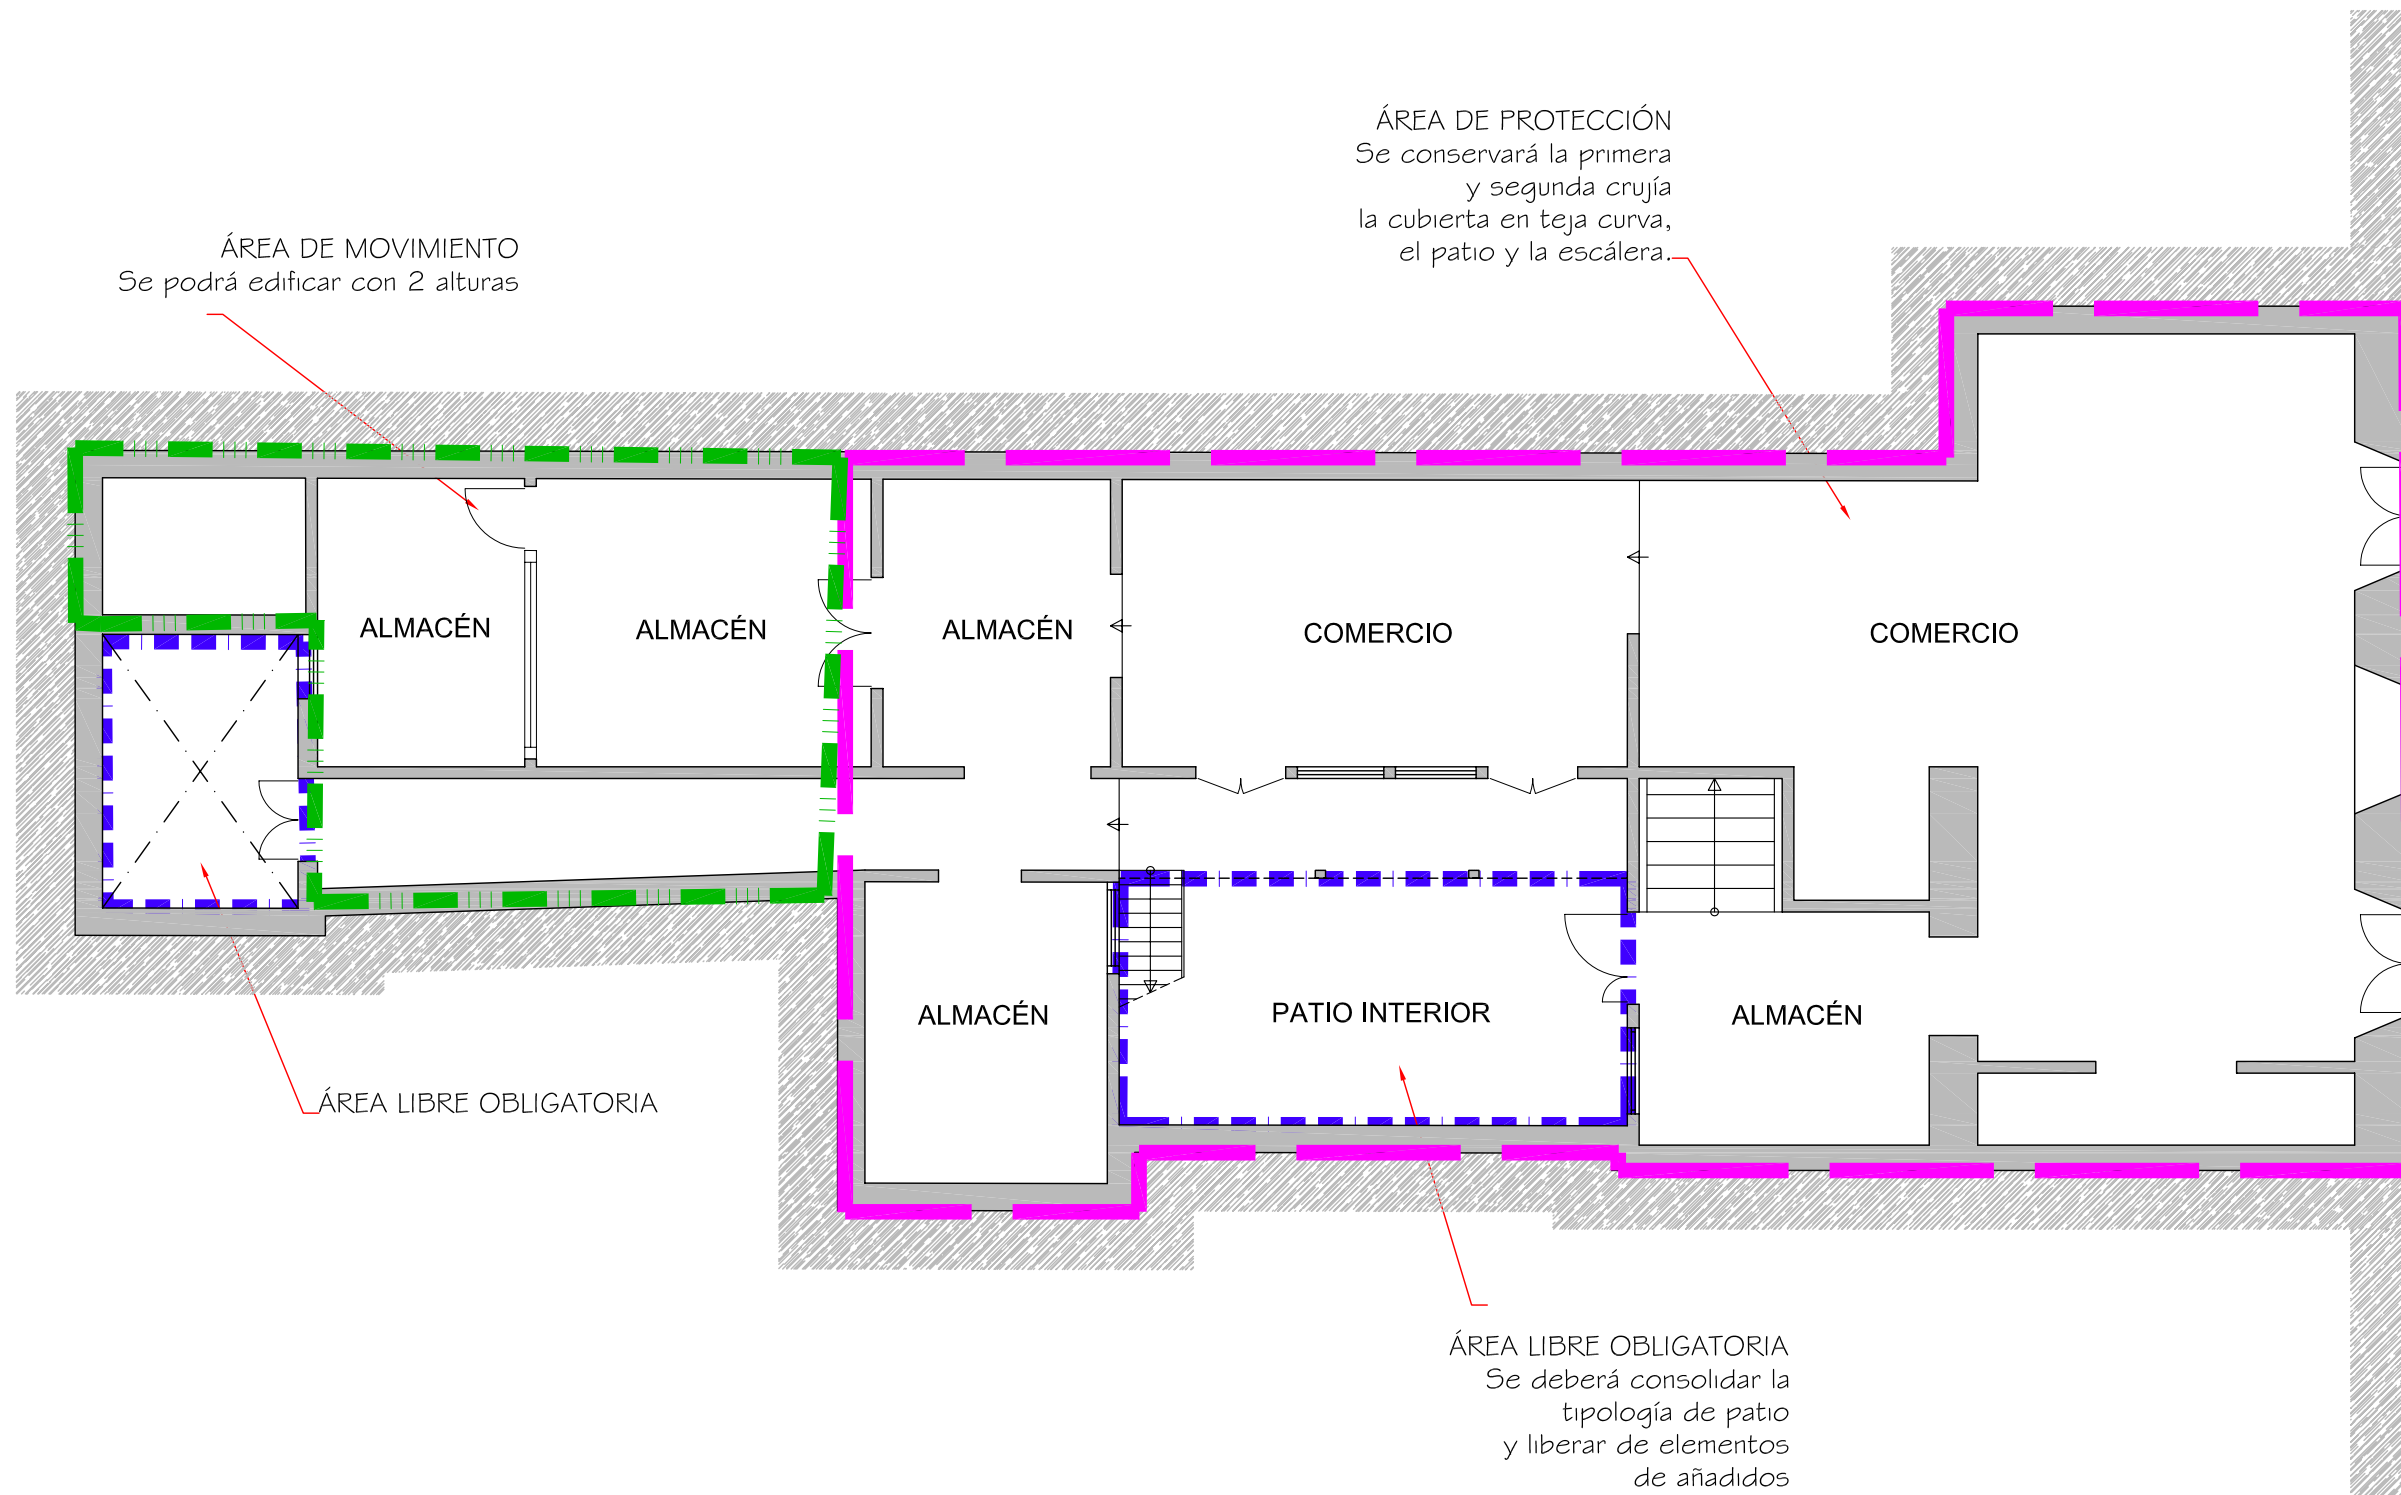 ÁREA DE PROTECCIÓN
Se conservará la primera
y segunda crujía
la cubierta en teja curva,
el patio y la escálera.
ÁREA DE MOVIMIENTO
Se podrá edificar con 2 alturas
ALMACÉN
ALMACÉN
ALMACÉN
COMERCIO
COMERCIO
ALMACÉN
PATIO INTERIOR
ALMACÉN
ÁREA LIBRE OBLIGATORIA
ÁREA LIBRE OBLIGATORIA
Se deberá consolidar la
tipología de patio
y liberar de elementos
de añadidos